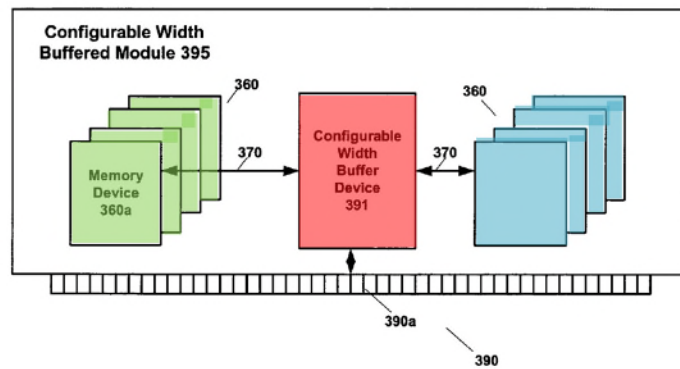 Configurable Width
Buffered Module 395
360
360
370
370
Memory
Device
360a
Configurable
Width
Buffer
Device
391
390a
390